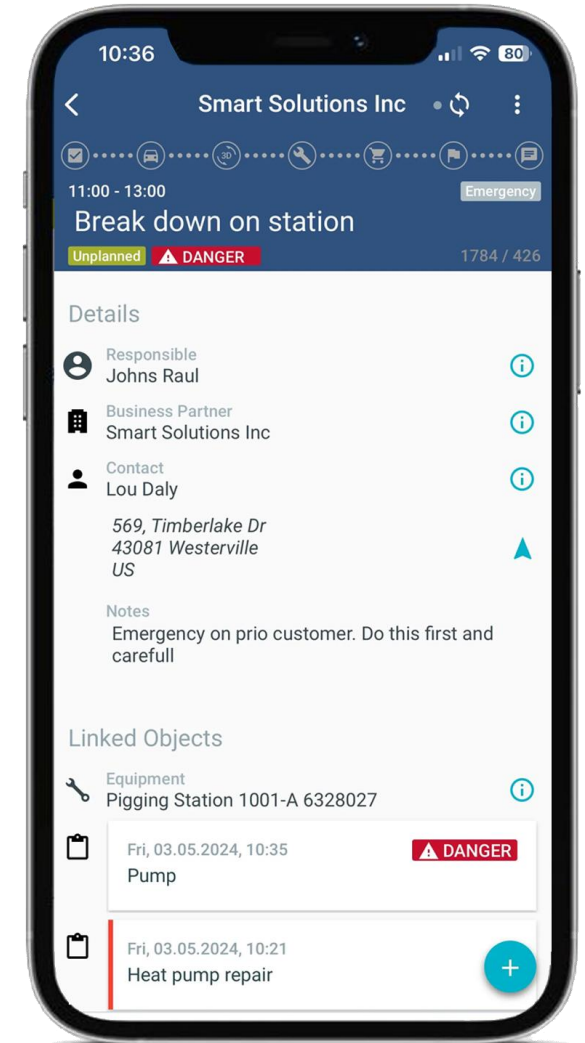 10:36
80
Smart Solutions Inc
3D
11:00 - 13:00
Emergency
Break down on station
Unplanned
DANGER
1784 / 426
Details
Responsible
Johns Raul
Business Partner
Smart Solutions Inc
Contact
Lou Daly
569, Timberlake Dr
43081 Westerville
US
Notes
Emergency on prio customer. Do this first and
carefull
Linked Objects
Equipment
Pigging Station 1001-A 6328027
Fri, 03.05.2024, 10:35
DANGER
Pump
Fri, 03.05.2024, 10:21
Heat pump repair